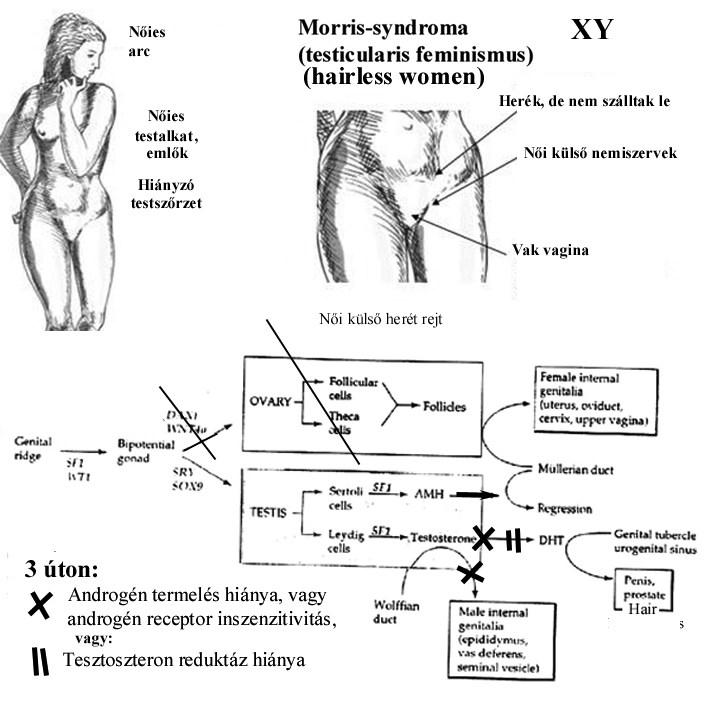 Nőies
arc
Morris-syndroma
(testicularis feminismus)
(hairless women)
XY
Nőies
testalkat,
emlők
Hiányzó
testszőrzet
Herék, de nem szálltak le
Női külső nemiszervek
Vak vagina
Női külső herét rejt
Genital
ridge
SF1
WT1
Bipotential
gonad
DAX1
WNT4a
SRY
SOX9
OVARY
Follicular
cells
Theca
cells
Follicles
TESTIS
Sertoli
cells
SF1
AMH
Leydig
cells
SF1
Testosterone
Female internal
genitalia
(uterus, oviduct,
cervix, upper vagina)
Mullerian duct
Regression
DHT
Genital tubercle
urogenital sinus
Penis,
prostate
Hair
s
Wolffian
duct
Male internal
genitalia
(epididymus,
vas deferens,
seminal vesicle)
3 úton:
Androgén termelés hiánya, vagy
androgén receptor inszenzitivitás,
vagy:
Tesztoszteron reduktáz hiánya